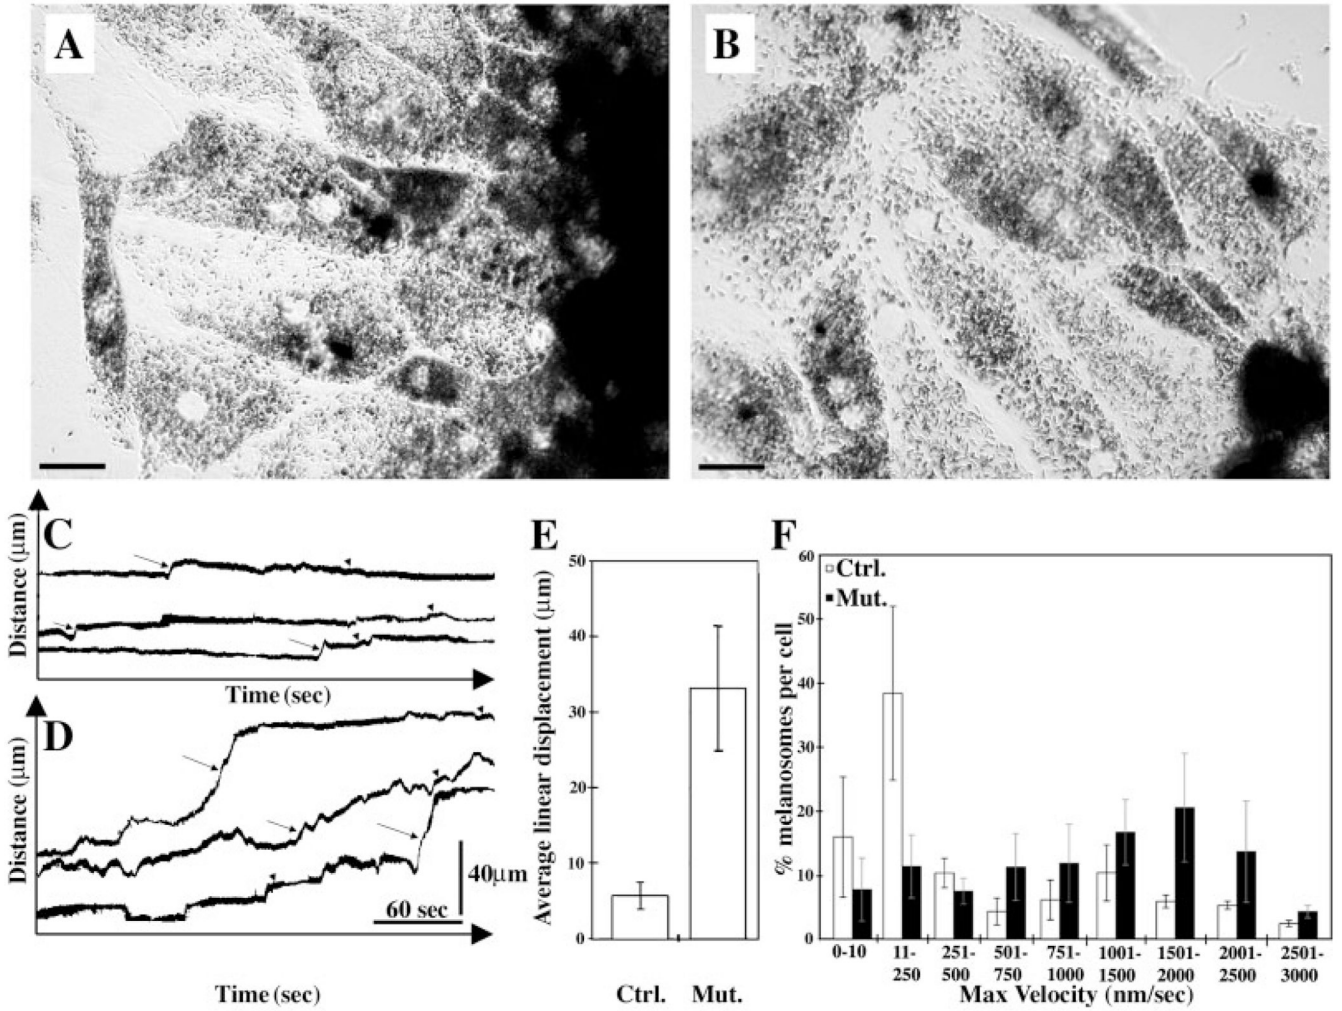 A
B
C
Distance (μm)
Time (sec)
D
Distance (μm)
40μm
60 sec
Time (sec)
E
Average linear displacement (μm)
50
40
30
20
10
0
Ctrl. Mut.
F
% melanosomes per cell
60
50
40
30
20
10
0
Ctrl.
Mut.
0-10 11- 251- 501- 751- 1001- 1501- 2001- 2501-
250 500 750 1000 1500 2000 2500 3000
Max Velocity (nm/sec)